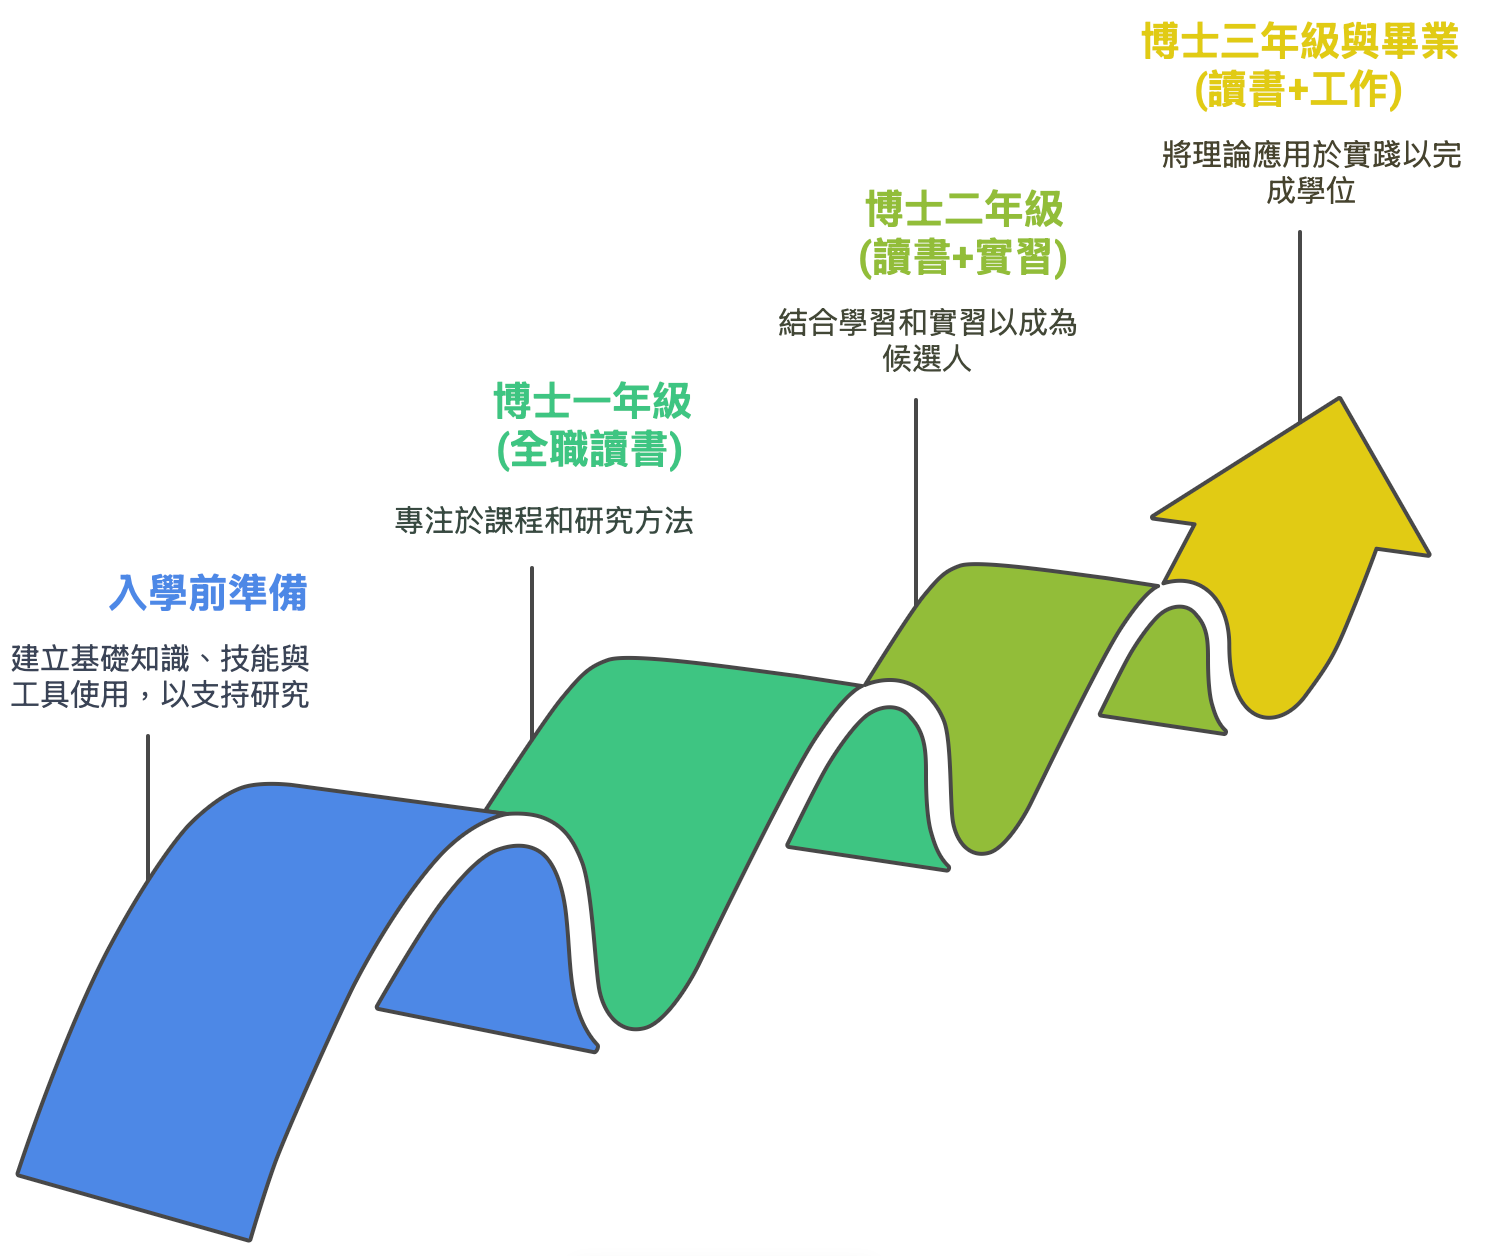 入學前準備
建立基礎知識、技能與
工具使用，以支持研究
博士一年級
(全職讀書)
專注於課程和研究方法
博士二年級
(讀書+實習)
結合學習和實習以成為
候選人
博士三年級與畢業
(讀書+工作)
將理論應用於實踐以完
成學位